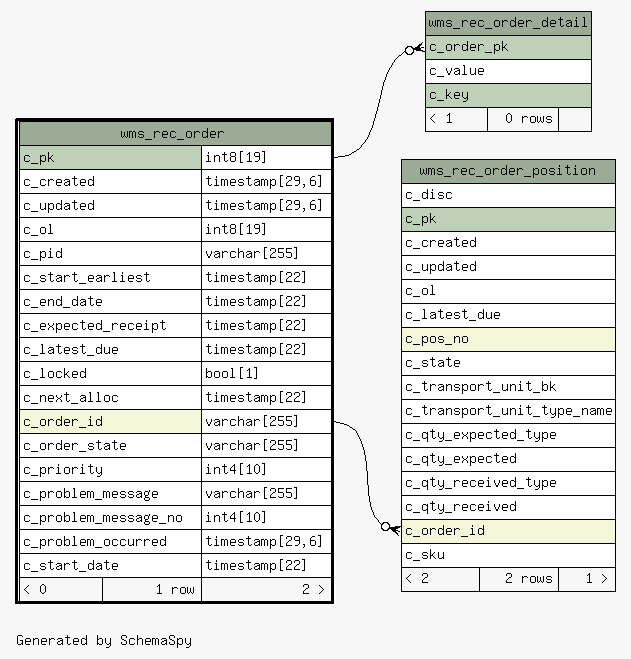 wms_rec_order_detail
c_order_pk
c_value
c_key
< 1 0 rows
wms_rec_order
c_pk int8[19]
c_created timestamp[29,6]
c_updated timestamp[29,6]
c_ol int8[19]
c_pid varchar[255]
c_start_earliest timestamp[22]
c_end_date timestamp[22]
c_expected_receipt timestamp[22]
c_latest_due timestamp[22]
c_locked bool[1]
c_next_alloc timestamp[22]
c_order_id varchar[255]
c_order_state varchar[255]
c_priority int4[10]
c_problem_message varchar[255]
c_problem_message_no int4[10]
c_problem_occurred timestamp[29,6]
c_start_date timestamp[22]
< 0 1 row 2 >
wms_rec_order_position
c_disc
c_pk
c_created
c_updated
c_ol
c_latest_due
c_pos_no
c_state
c_transport_unit_bk
c_transport_unit_type_name
c_qty_expected_type
c_qty_expected
c_qty_received_type
c_qty_received
c_order_id
c_sku
< 2 2 rows 1 >
Generated by SchemaSpy